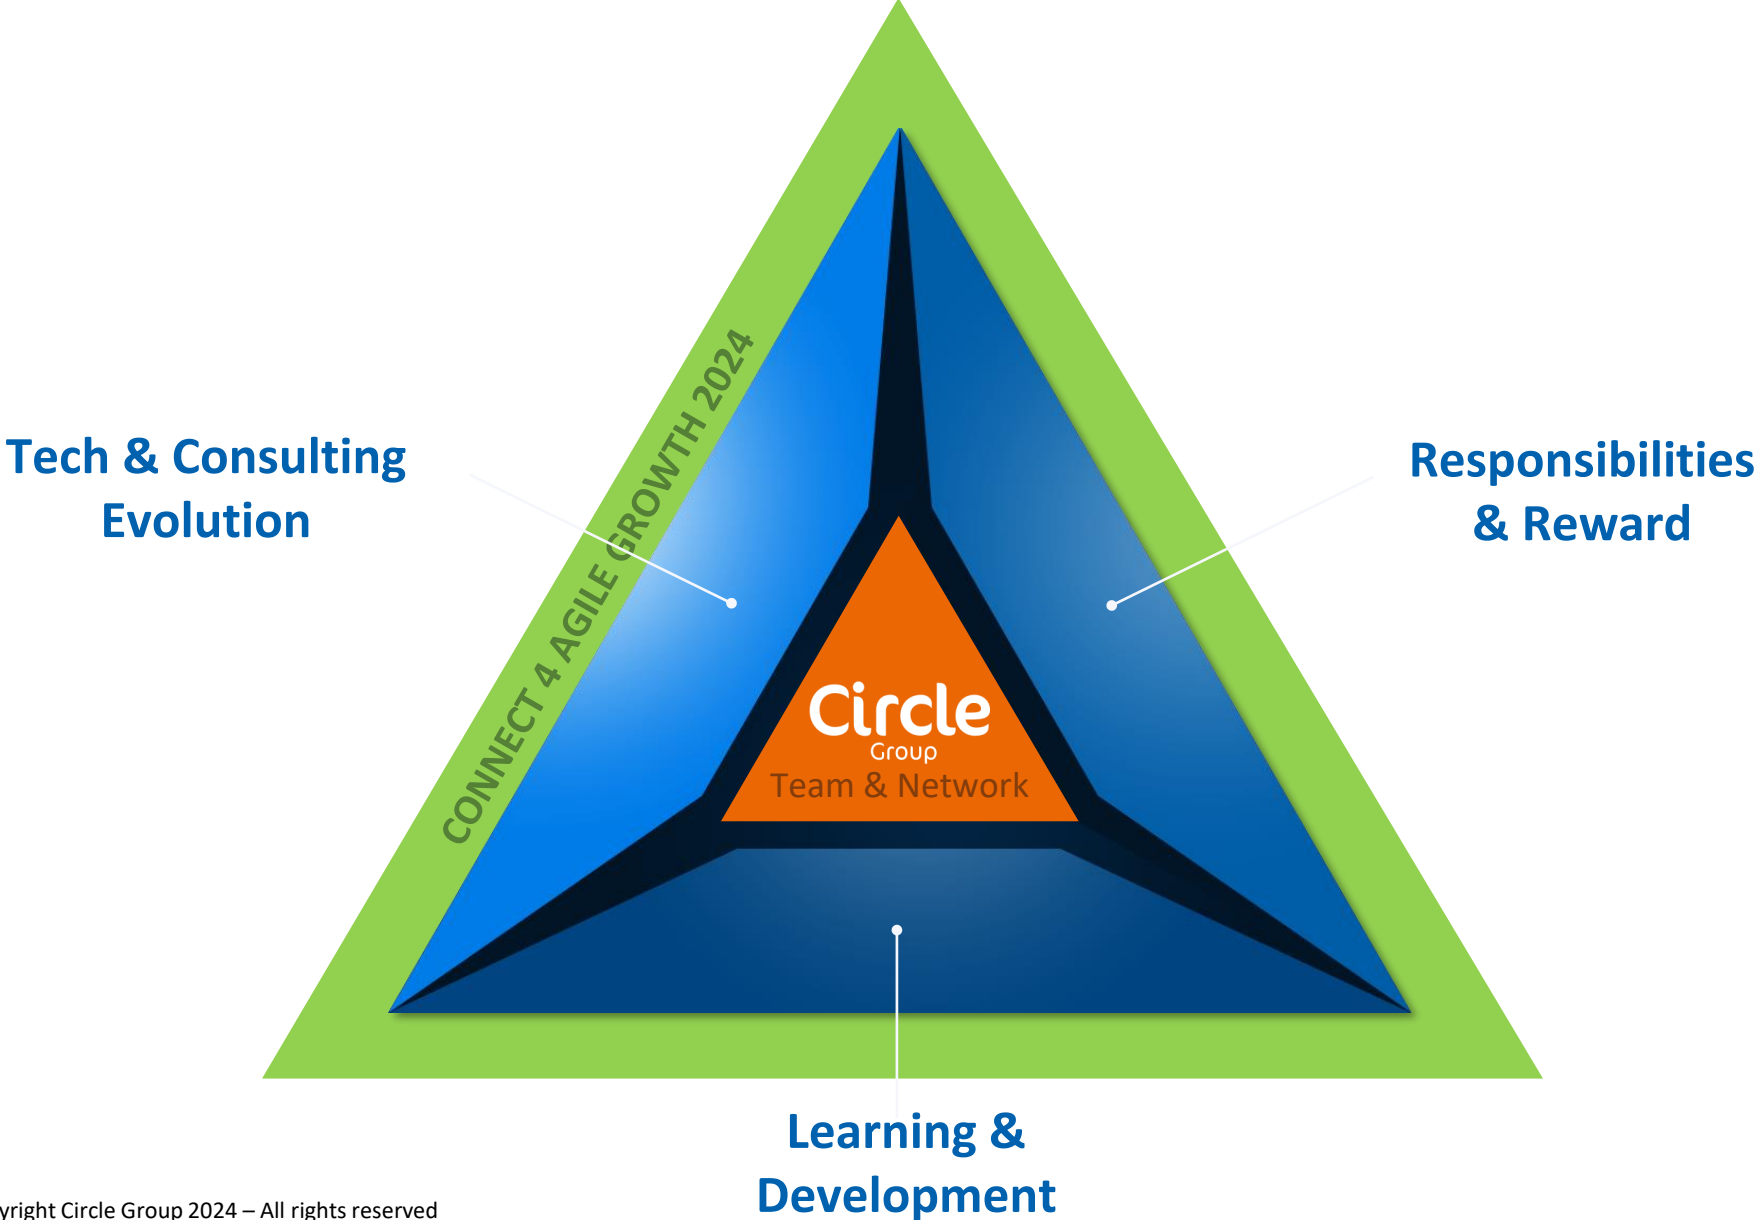 CONNECT 4 AGILE GROWTH 2024
Tech & Consulting
Evolution
Responsibilities
& Reward
Circle
Group
Team & Network
Learning &
Development
yright Circle Group 2024 – All rights reserved